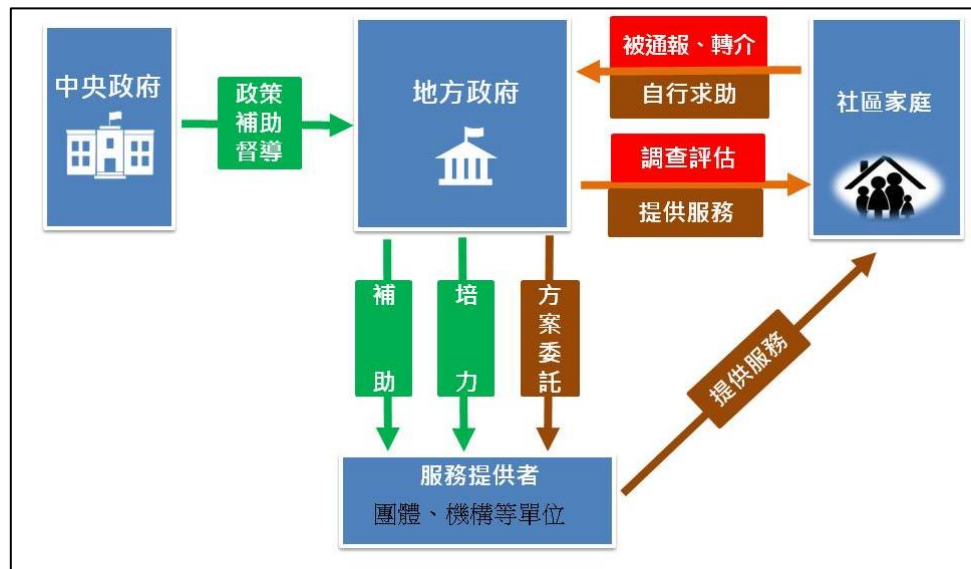 中央政府
政策
補助
督導
地方政府
被通報、轉介
自行求助
調查評估
提供服務
社區家庭
補助
培力
方案委託
提供服務
服務提供者
團體、機構等單位